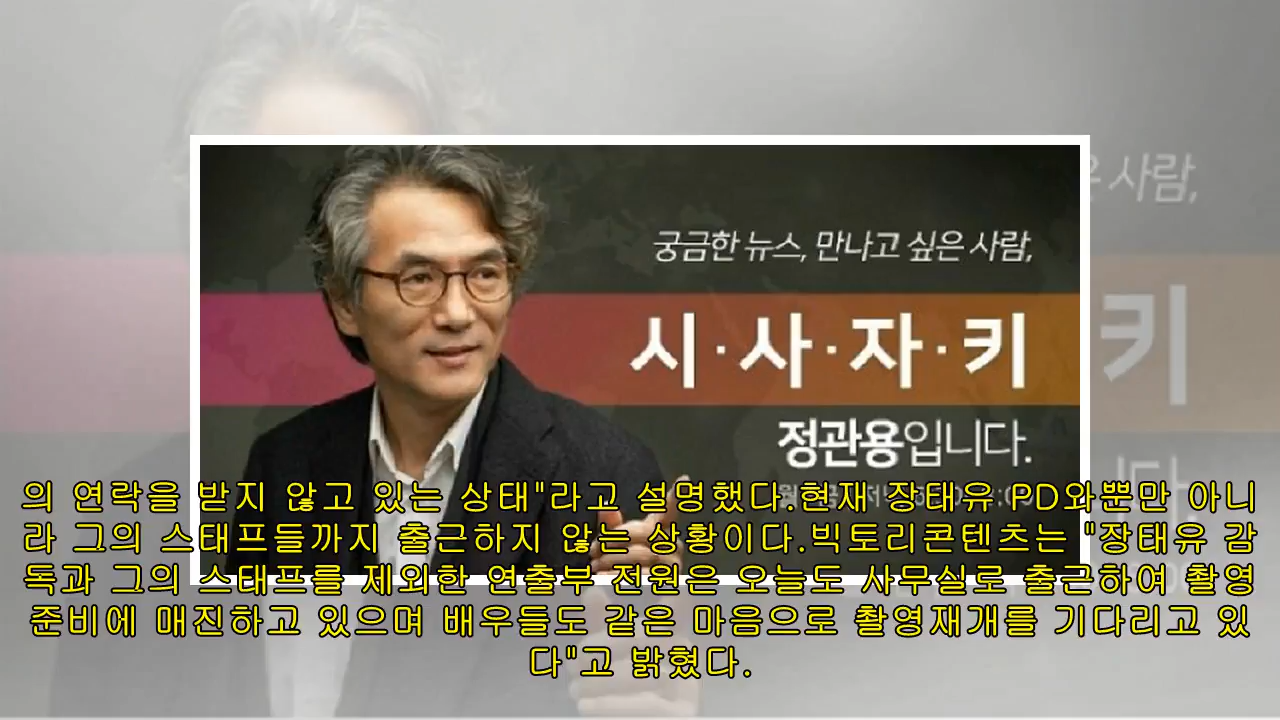 은 사람,
궁금한 뉴스, 만나고 싶은 사람,
시·사·자·키
키
정관용입니다.
의 연락을 받지 않고 있는 상태"라고 설명했다.현재 장태유 PD와뿐만 아니
라 그의 스태프들까지 출근하지 않는 상황이다.빅토리콘텐츠는 "장태유 감
독과 그의 스태프를 제외한 연출부 전원은 오늘도 사무실로 출근하여 촬영
준비에 매진하고 있으며 배우들도 같은 마음으로 촬영재개를 기다리고 있
다"고 밝혔다.